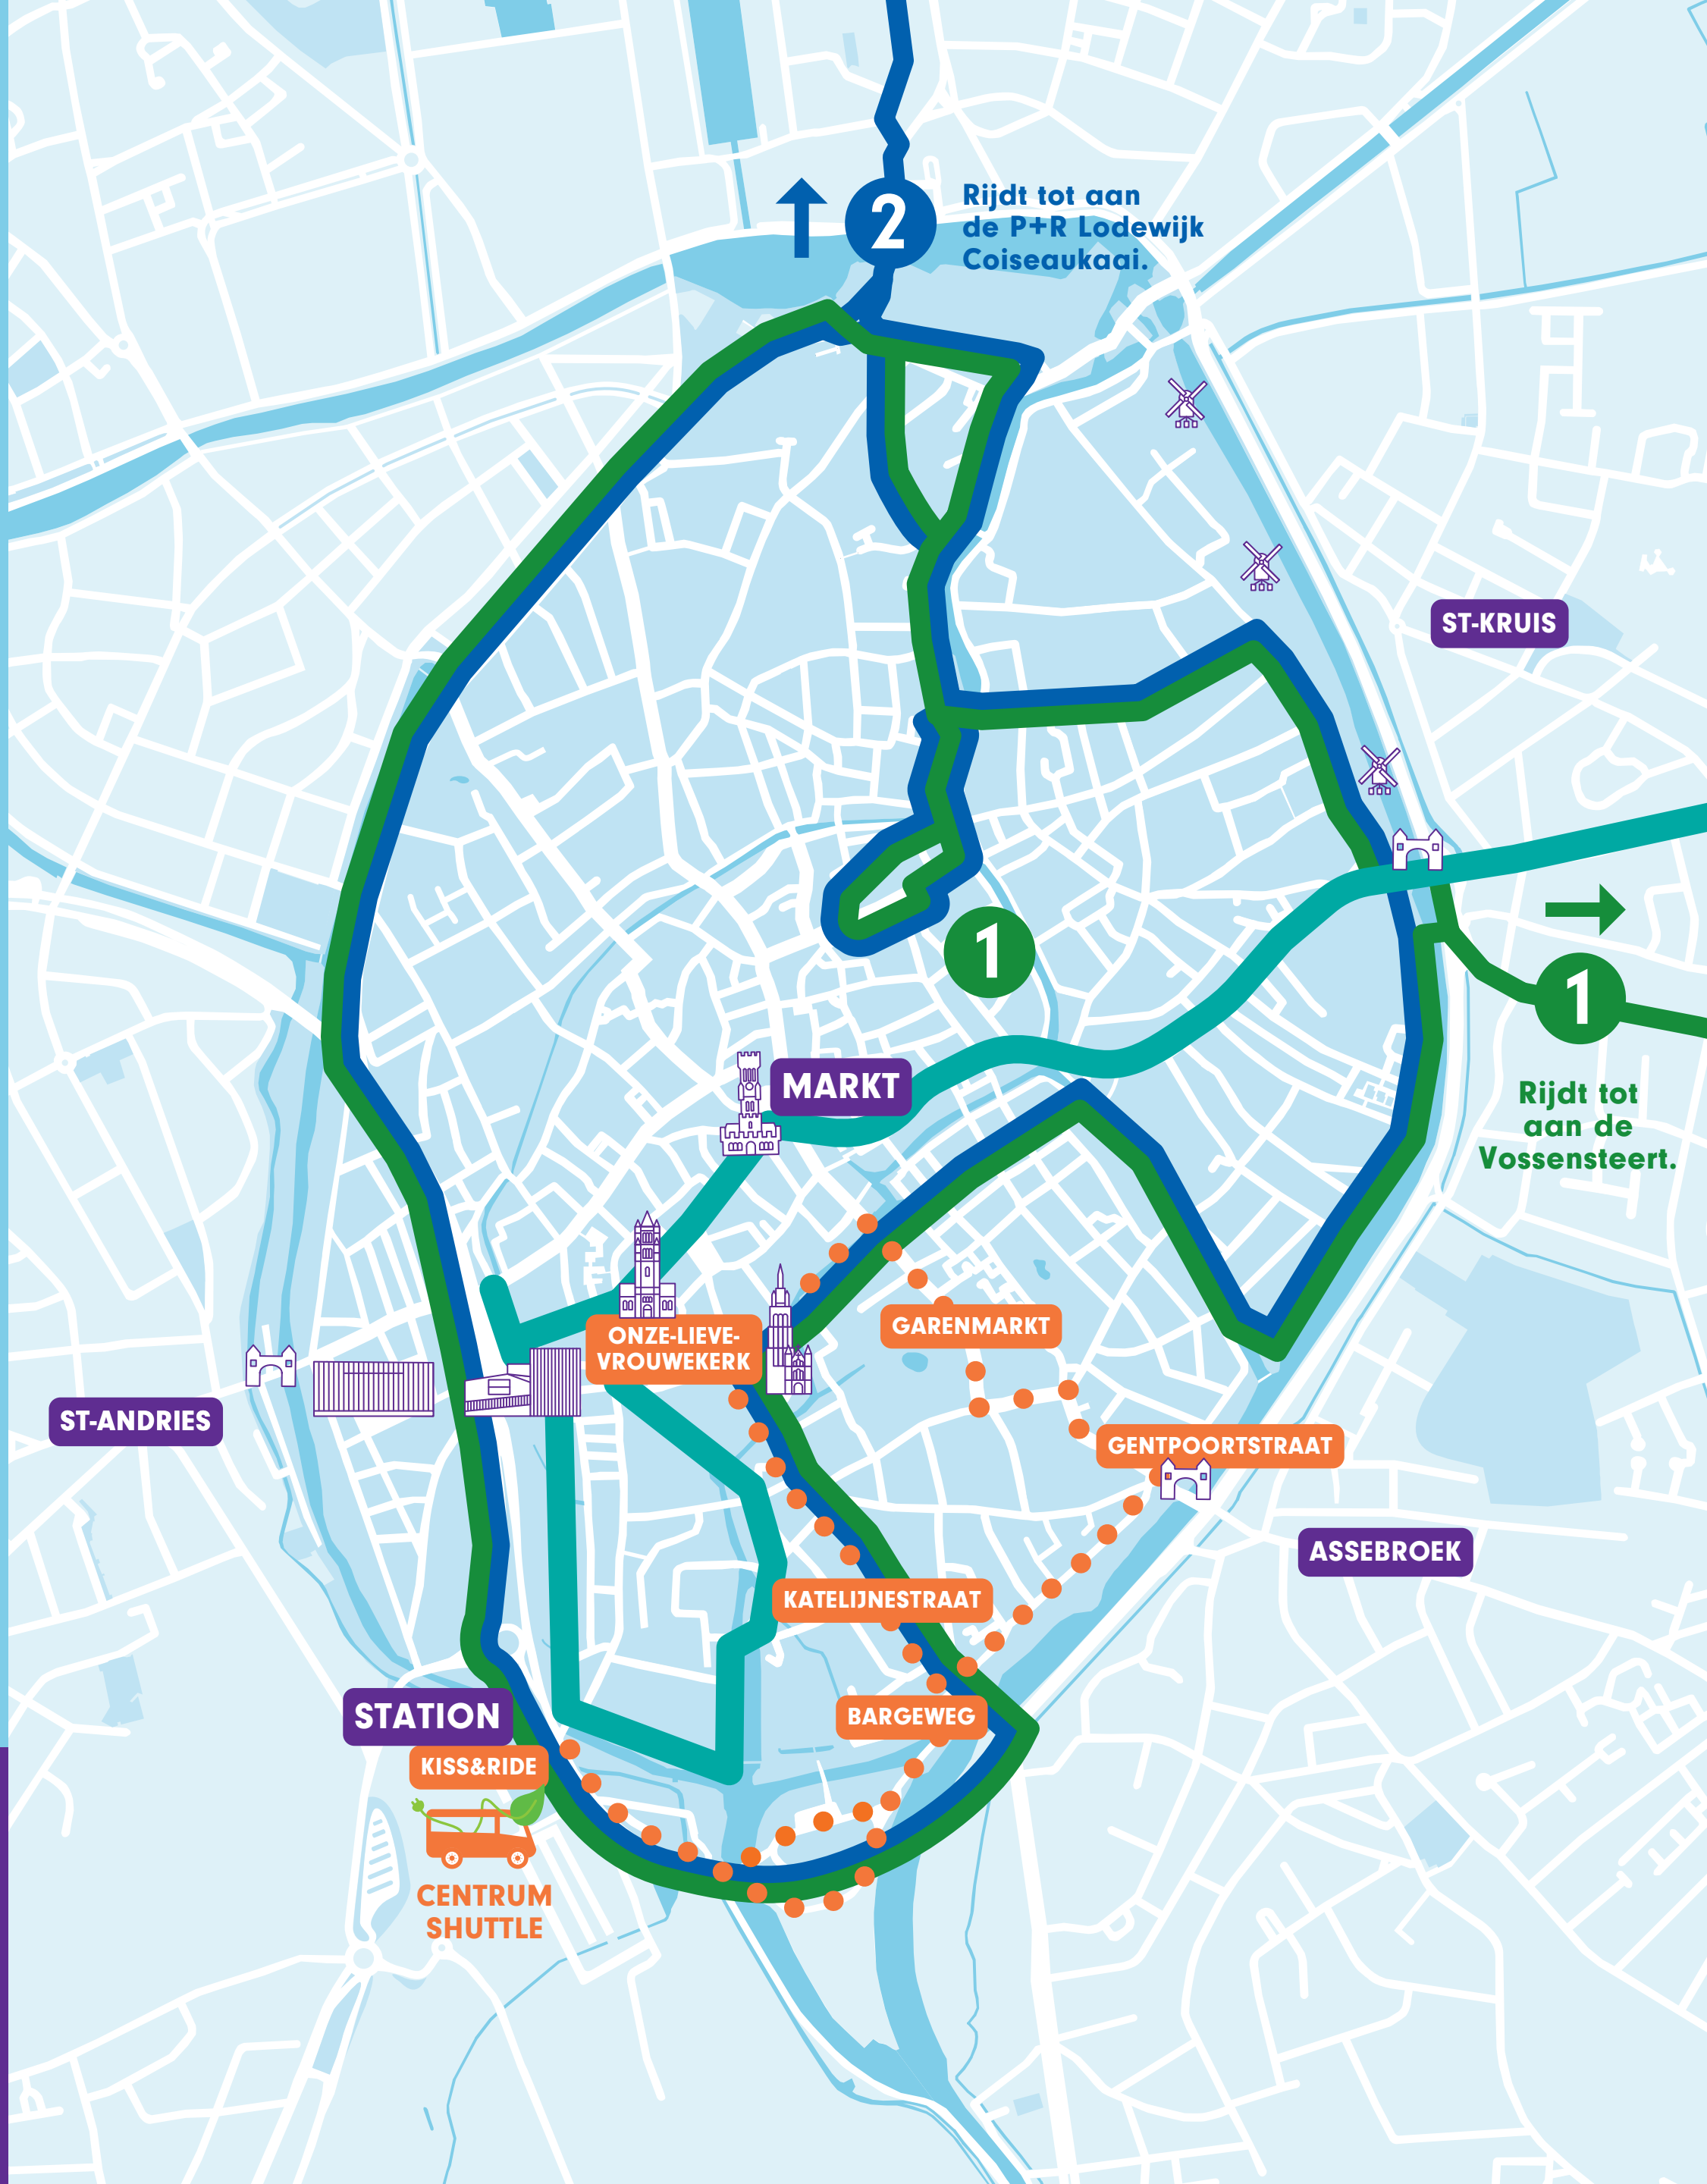 2
Rijdt tot aan
de P+R Lodewijk
Coiseaukaai.
ST-KRUIS
1
1
Rijdt tot
aan de
Vossensteert.
MARKT
ONZE-LIEVE-
VROUWEKERK
GARENMARKT
ST-ANDRIES
GENTPOORTSTRAAT
ASSEBROEK
KATELIJNESTRAAT
STATION
BARGEWEG
KISS&RIDE
CENTRUM
SHUTTLE